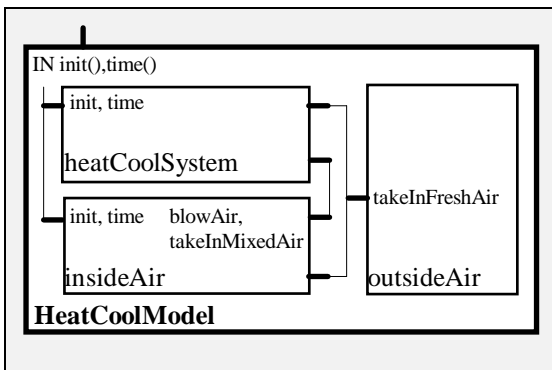 IN init(),time()
init, time
heatCoolSystem
init, time blowAir,
takeInMixedAir
insideAir
takeInFreshAir
outsideAir
HeatCoolModel